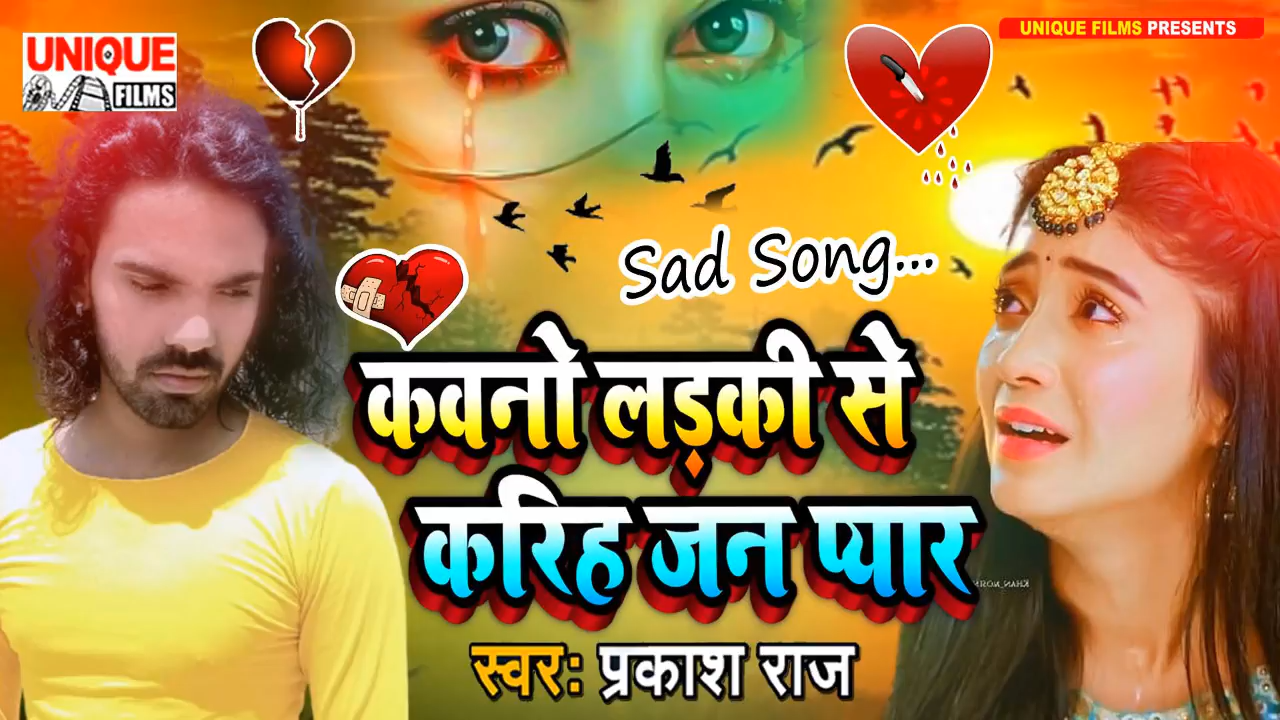 UNIQUE
FILMS
UNIQUE FILMS PRESENTS
Sad Song...
कवनो लड़की से
करिह जन प्यार
स्वरः प्रकाश राज